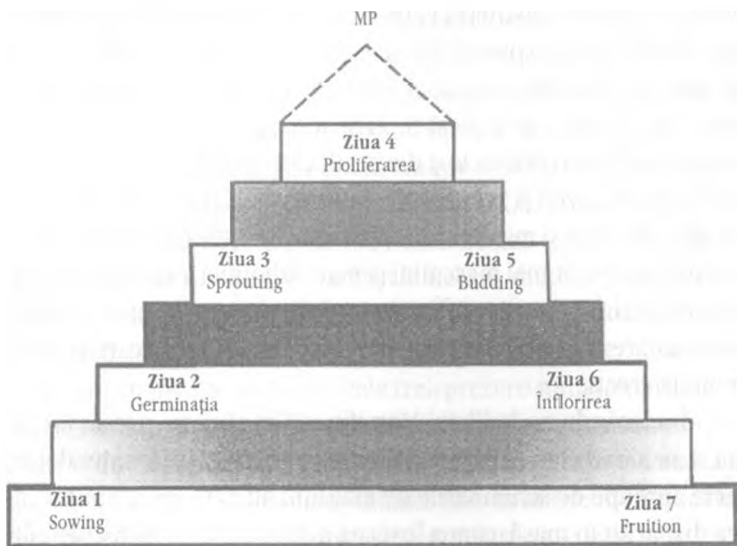 MP
Ziua 4
Proliferarea
Ziua 3
Sprouting
Ziua 5
Budding
Ziua 2
Germinația
Ziua 6
Înflorirea
Ziua 1
Sowing
Ziua 7
Fruition